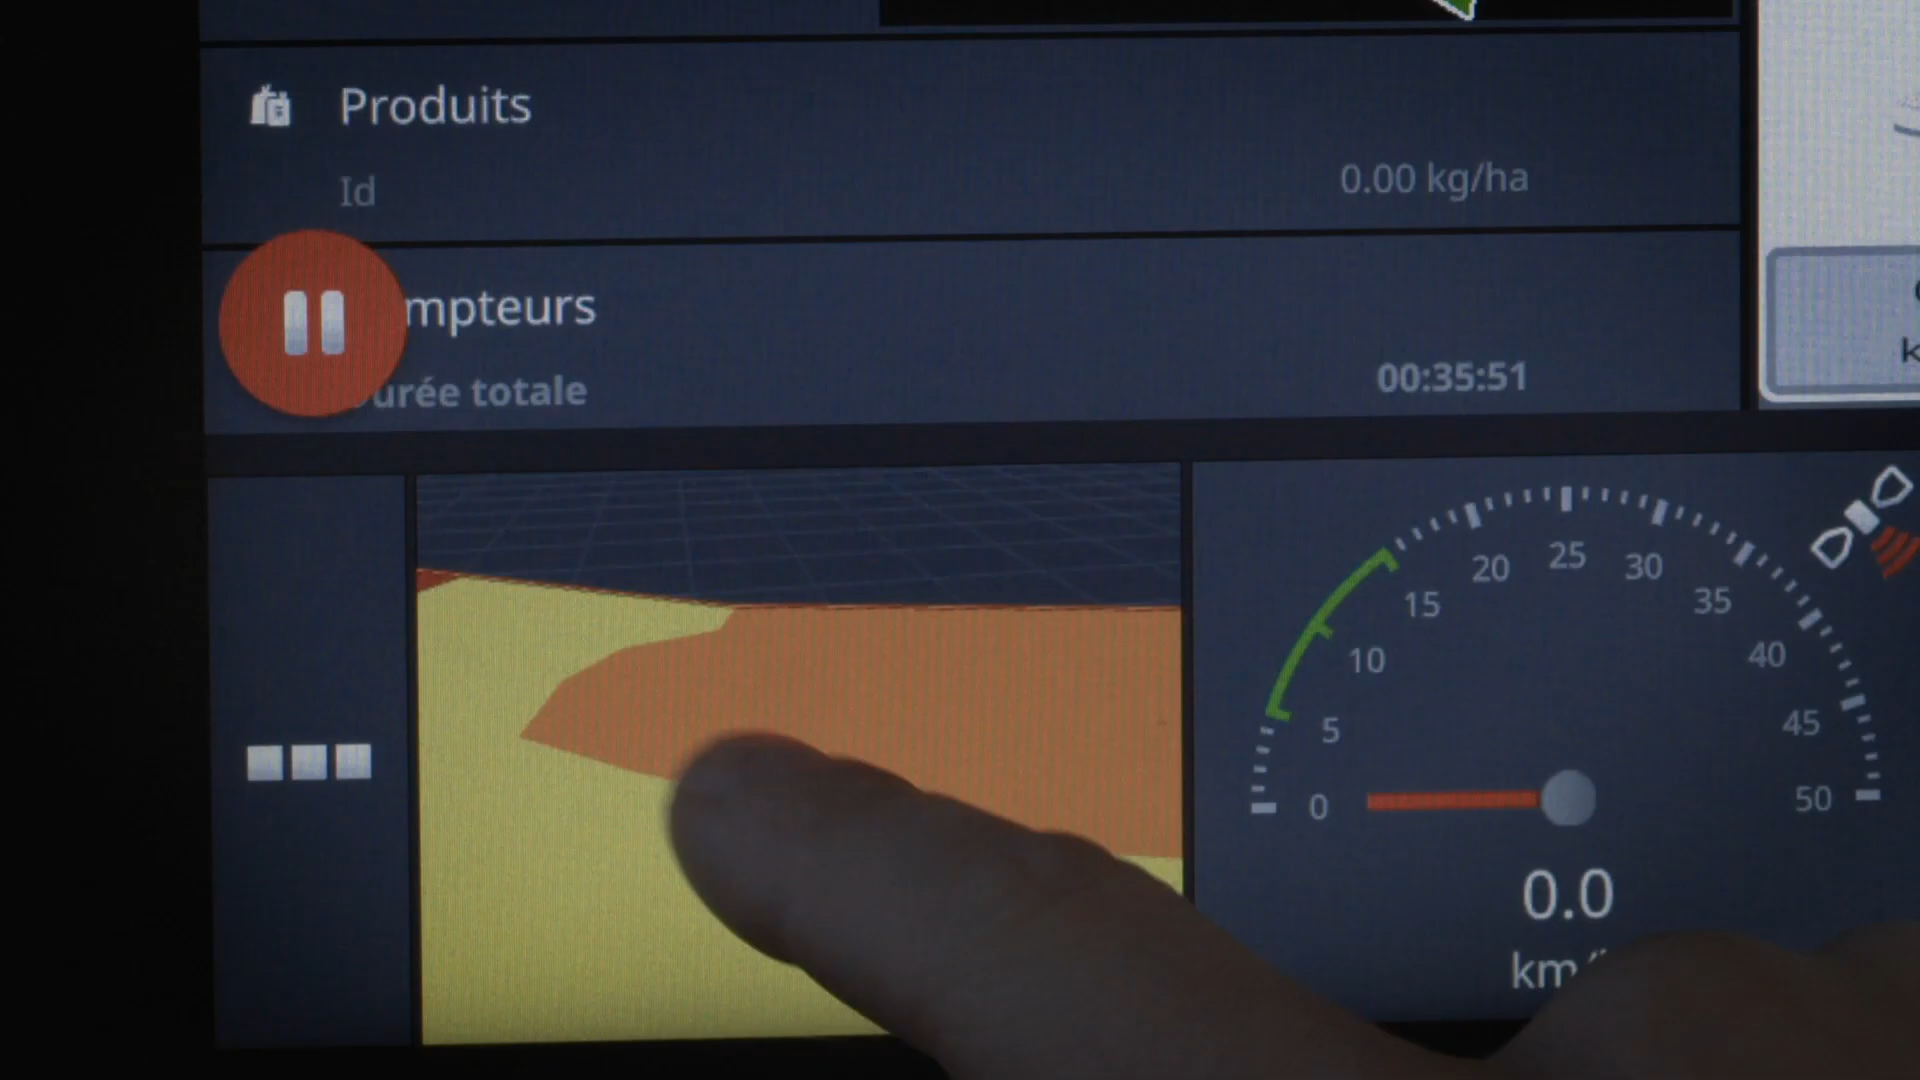 Produits
Id 0.00 kg/ha
mpteurs
urée totale 00:35:51
0 5 10 15 20 25 30 35 40 45 50
0.0
km/